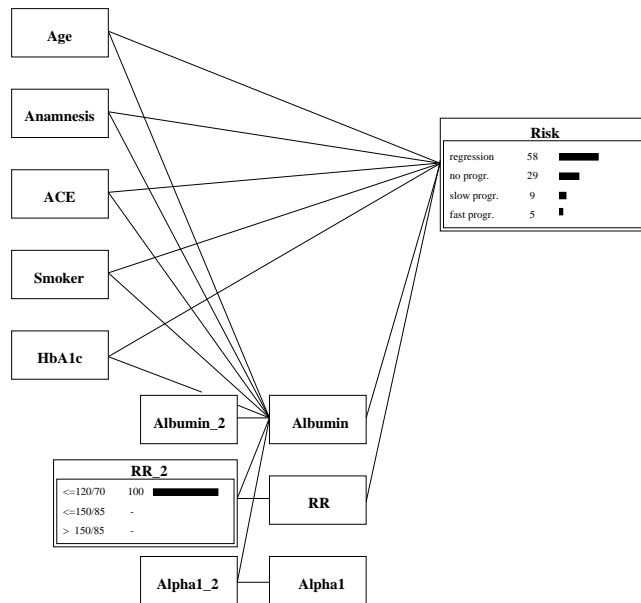 Age
Anamnesis
Risk
regression 58
no progr. 29
ACE
slow progr. 9
fast progr. 5
Smoker
HbA1c
Albumin_2
Albumin
RR_2
<=120/70 100
RR
<=150/85 -
> 150/85 -
Alpha1_2
Alpha1